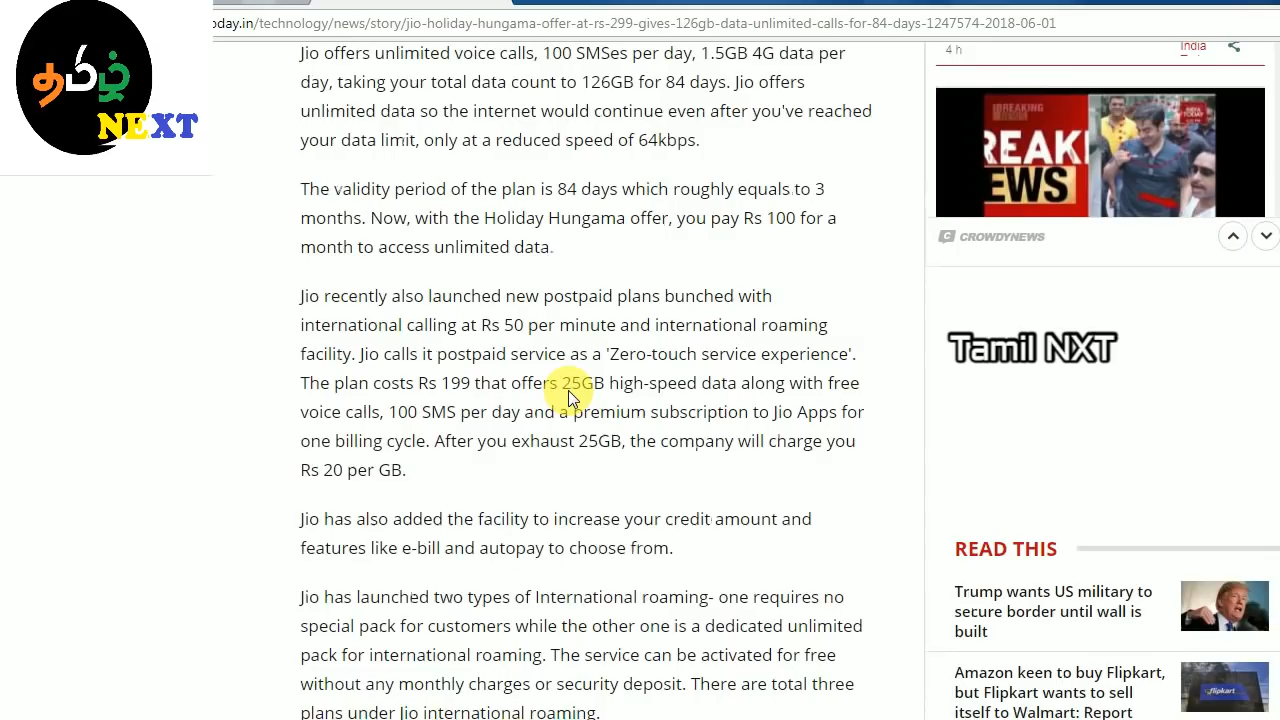 தமிழ்
NEXT
oday.in/technology/news/story/jio-holiday-hungama-offer-at-rs-299-gives-126gb-data-unlimited-calls-for-84-days-1247574-2018-06-01
Jio offers unlimited voice calls, 100 SMSes per day, 1.5GB 4G data per
day, taking your total data count to 126GB for 84 days. Jio offers
unlimited data so the internet would continue even after you've reached
your data limit, only at a reduced speed of 64kbps.
The validity period of the plan is 84 days which roughly equals to 3
months. Now, with the Holiday Hungama offer, you pay Rs 100 for a
month to access unlimited data.
Jio recently also launched new postpaid plans bunched with
international calling at Rs 50 per minute and international roaming
facility. Jio calls it postpaid service as a 'Zero-touch service experience'.
The plan costs Rs 199 that offers 25GB high-speed data along with free
voice calls, 100 SMS per day and a premium subscription to Jio Apps for
one billing cycle. After you exhaust 25GB, the company will charge you
Rs 20 per GB.
Jio has also added the facility to increase your credit amount and
features like e-bill and autopay to choose from.
Jio has launched two types of International roaming- one requires no
special pack for customers while the other one is a dedicated unlimited
pack for international roaming. The service can be activated for free
without any monthly charges or security deposit. There are total three
plans under Jio international roaming.
4 h
India
BREAKING
REAKI
EWS
CROWDYNEWS
Tamil NXT
READ THIS
Trump wants US military to
secure border until wall is
built
Amazon keen to buy Flipkart,
but Flipkart wants to sell
itself to Walmart: Report
flipkart